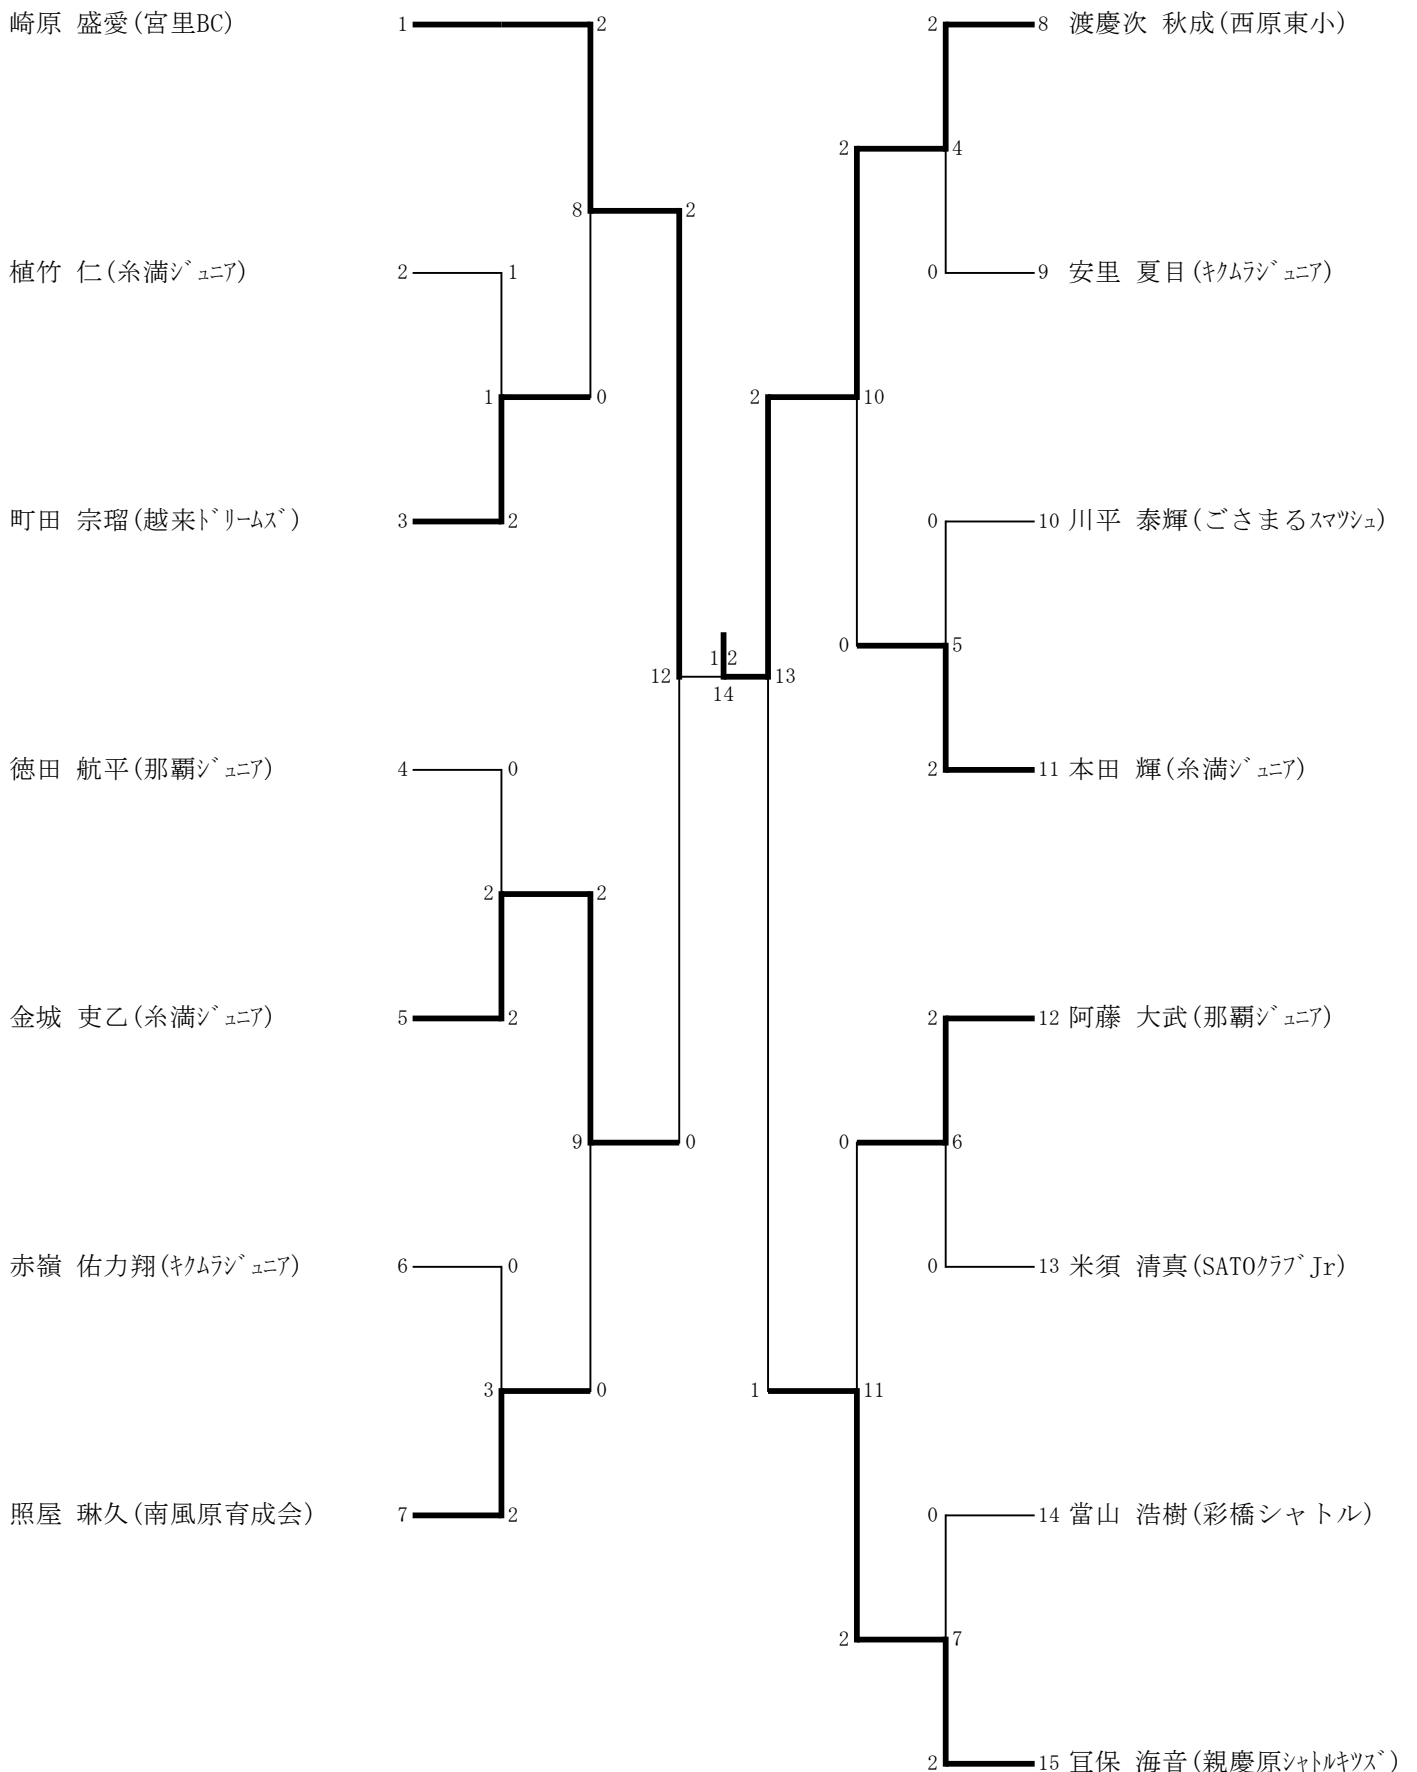 崎原 盛愛(宮里BC) 1 2 2 8 渡慶次 秋成(西原東小)
2 4
8 2
植竹 仁(糸満ジュニア) 2 1 0 9 安里 夏目(キクムラジュニア)
1 0 2 10
町田 宗瑠(越来ドリームズ) 3 2 0 10 川平 泰輝(ごさまるスマッシュ)
0 5
1 2
12 13
14
徳田 航平(那覇ジュニア) 4 0 2 11 本田 輝(糸満ジュニア)
2 2
金城 吏乙(糸満ジュニア) 5 2 2 12 阿藤 大武(那覇ジュニア)
9 0 0 6
赤嶺 佑力翔(キクムラジュニア) 6 0 0 13 米須 清真(SATOクラブJr)
3 0 1 11
照屋 琳久(南風原育成会) 7 2 0 14 當山 浩樹(彩橋シャトル)
2 7
2 15 冝保 海音(親慶原シャトルキッズ)